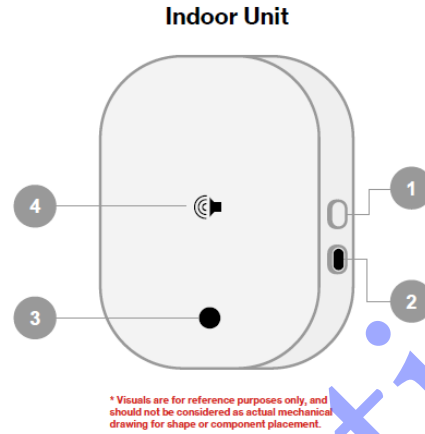 Indoor Unit
1
4
2
3
* Visuals are for reference purposes only, and
should not be considered as actual mechanical
drawing for shape or component placement.